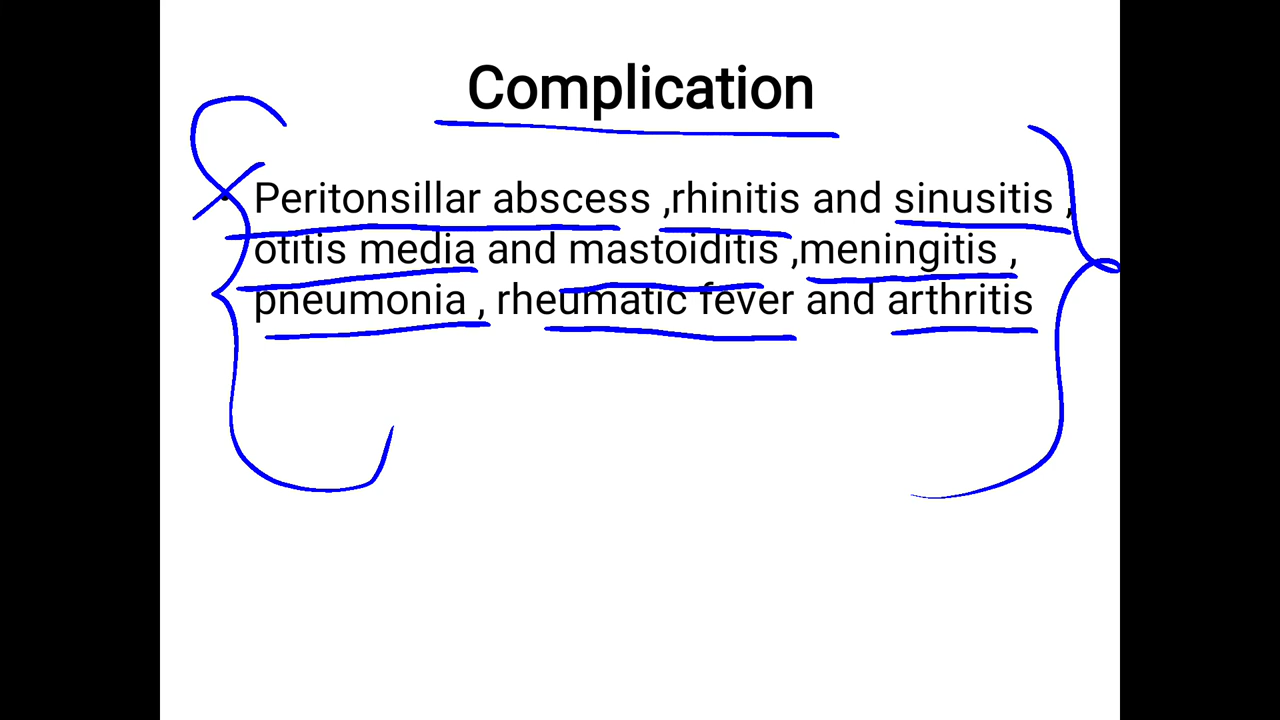 Complication
• Peritonsillar abscess ,rhinitis and sinusitis ,
otitis media and mastoiditis ,meningitis ,
pneumonia , rheumatic fever and arthritis